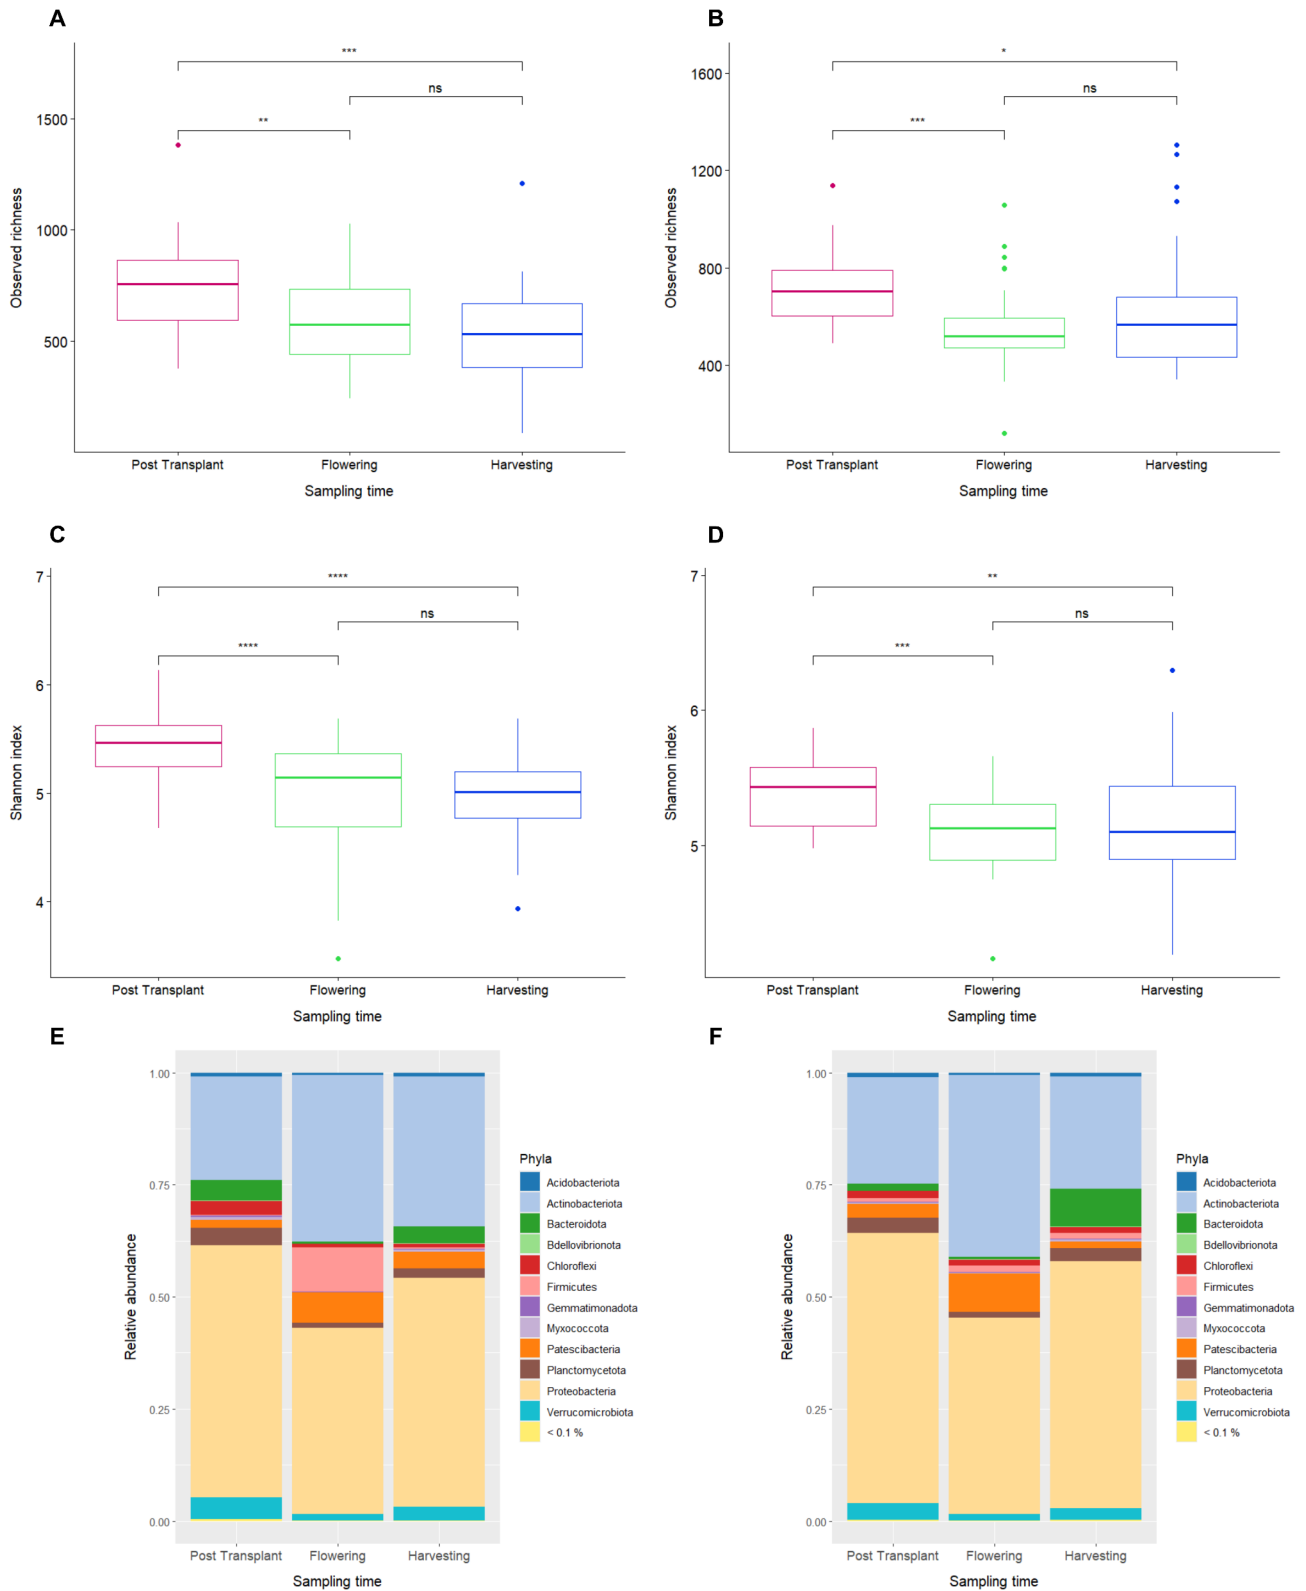 A
B
***
ns
**
1500
1000
500
Observed richness
Post Transplant
Flowering
Harvesting
Sampling time
*
ns
***
1600
1200
800
400
Observed richness
Post Transplant
Flowering
Harvesting
Sampling time
C
D
****
ns
****
7
6
5
4
Shannon index
Post Transplant
Flowering
Harvesting
Sampling time
**
ns
***
7
6
5
Shannon index
Post Transplant
Flowering
Harvesting
Sampling time
E
F
1.00
0.75
0.50
0.25
0.00
Relative abundance
Post Transplant
Flowering
Harvesting
Sampling time
Phyla
Acidobacteriota
Actinobacteriota
Bacteroidota
Bdellovibrionota
Chloroflexi
Firmicutes
Gemmatimonadota
Myxococcota
Patescibacteria
Planctomycetota
Proteobacteria
Verrucomicrobiota
< 0.1 %
1.00
0.75
0.50
0.25
0.00
Relative abundance
Post Transplant
Flowering
Harvesting
Sampling time
Phyla
Acidobacteriota
Actinobacteriota
Bacteroidota
Bdellovibrionota
Chloroflexi
Firmicutes
Gemmatimonadota
Myxococcota
Patescibacteria
Planctomycetota
Proteobacteria
Verrucomicrobiota
< 0.1 %